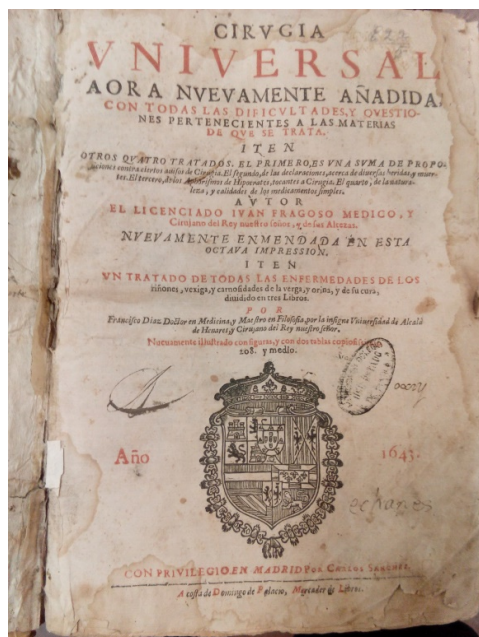 CIRVGIA
VNIVERSAL
AORA NVEVAMENTE AÑADIDA,
CON TODAS LAS DIFICVLTADES, Y QVESTIO-
NES PERTENECIENTES A LAS MATERIAS
DE QVE SE TRATA.
ITEN
OTROS QVATRO TRATADOS. EL PRIMERO, ES VNA SVMA DE PROPO-
siciones contra ciertos auisos de Cirugia. El segundo, de las declaraciones, acerca de diuersas heridas, y muer-
tes. El tercero, de los Aphorismos de Hipocrates, tocantes a Cirugia. El quarto, de la natura-
leza, y calidades de los medicamentos simples.
AVTOR
EL LICENCIADO IVAN FRAGOSO MEDICO, Y
Cirujano del Rey nuestro señor, y de sus Altezas.
NVEVAMENTE ENMENDADA EN ESTA
OCTAVA IMPRESSION.
ITEN
VN TRATADO DE TODAS LAS ENFERMEDADES DE LOS
riñones, vexiga, y carnosidades de la verga, y orina, y de su cura,
diuidido en tres Libros.
POR
Francisco Diaz Doctor en Medicina, y Maestro en Filosofia, por la insigne Vniuersidad de Alcalà
de Henares, y Cirujano del Rey nuestro señor.
Nueuamente illustrado con figuras, y con dos tablas copiosas
208. y medio.
Año 1643.
CON PRIVILEGIO, EN MADRID Por CARLOS SANCHEZ.
A costa de Domingo de Palacio, Mercader de Libros.